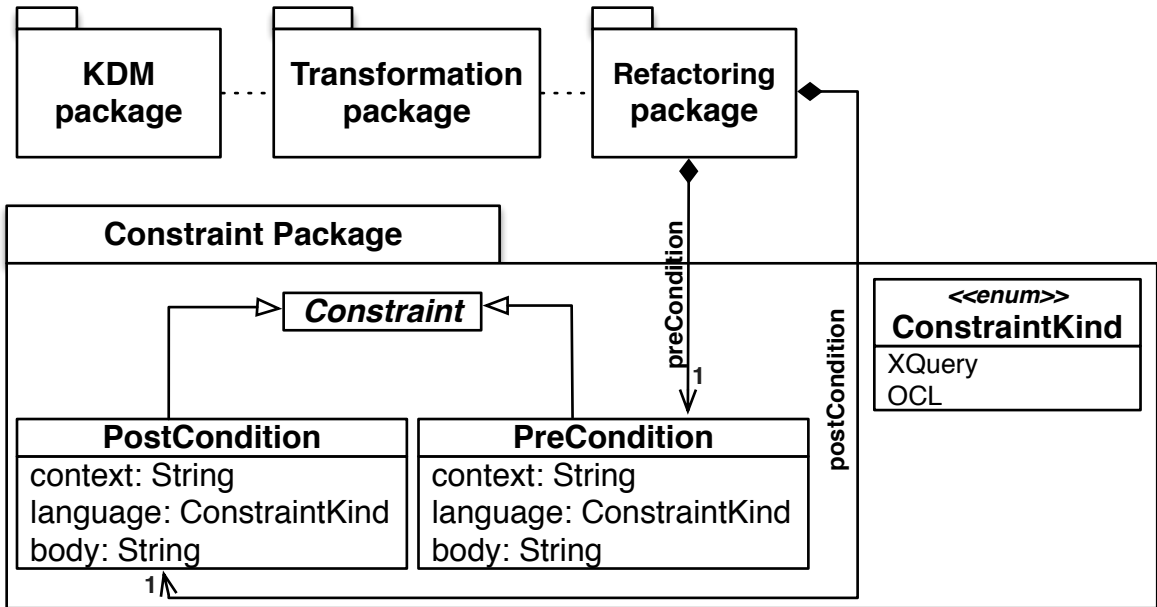 KDM
package
Transformation
package
Refactoring
package
Constraint Package
preCondition
1
postCondition
Constraint
<<enum>>
ConstraintKind
XQuery
OCL
PostCondition
context: String
language: ConstraintKind
body: String
1
PreCondition
context: String
language: ConstraintKind
body: String